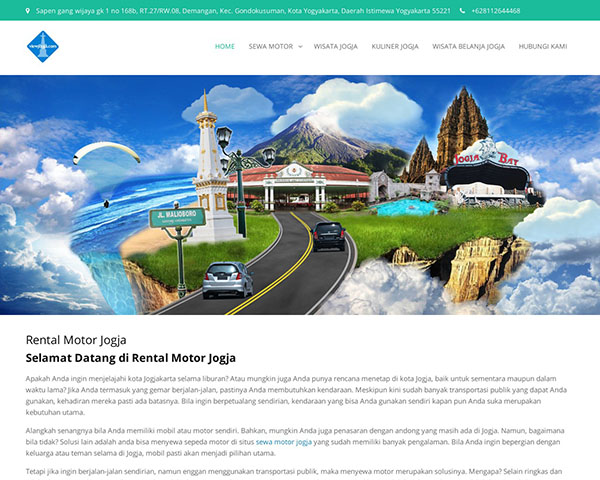 Sapen gang wijaya gk 1 no 168b, RT.27/RW.08, Demangan, Kec. Gondokusuman, Kota Yogyakarta, Daerah Istimewa Yogyakarta 55221 +628112644468
HOME SEWA MOTOR WISATA JOGJA KULINER JOGJA WISATA BELANJA JOGJA HUBUNGI KAMI
JOGJA BAY
JL. MALIOBORO
Rental Motor Jogja
Selamat Datang di Rental Motor Jogja
Apakah Anda ingin menjelajahi kota Jogjakarta selama liburan? Atau mungkin juga Anda punya rencana menetap di kota Jogja, baik untuk sementara maupun dalam
waktu lama? Jika Anda termasuk yang gemar berjalan-jalan, pastinya Anda membutuhkan kendaraan. Meskipun kini sudah banyak transportasi publik yang dapat Anda
gunakan, kehadiran mereka pasti ada batasnya. Bila ingin berpetualang sendirian, kendaraan yang bisa Anda gunakan sendiri kapan pun Anda suka merupakan
kebutuhan utama.
Alangkah senangnya bila Anda memiliki mobil atau motor sendiri. Bahkan, mungkin Anda juga penasaran dengan andong yang masih ada di Jogja. Namun, bagaimana
bila tidak? Solusi lain adalah anda bisa menyewa sepeda motor di situs sewa motor jogja yang sudah memiliki banyak pengalaman. Bila Anda ingin bepergian dengan
keluarga atau teman selama di Jogja, mobil pasti akan menjadi pilihan utama.
Tetapi jika ingin berjalan-jalan sendirian, namun enggan menggunakan transportasi publik, maka menyewa motor merupakan solusinya. Mengapa? Selain ringkas dan